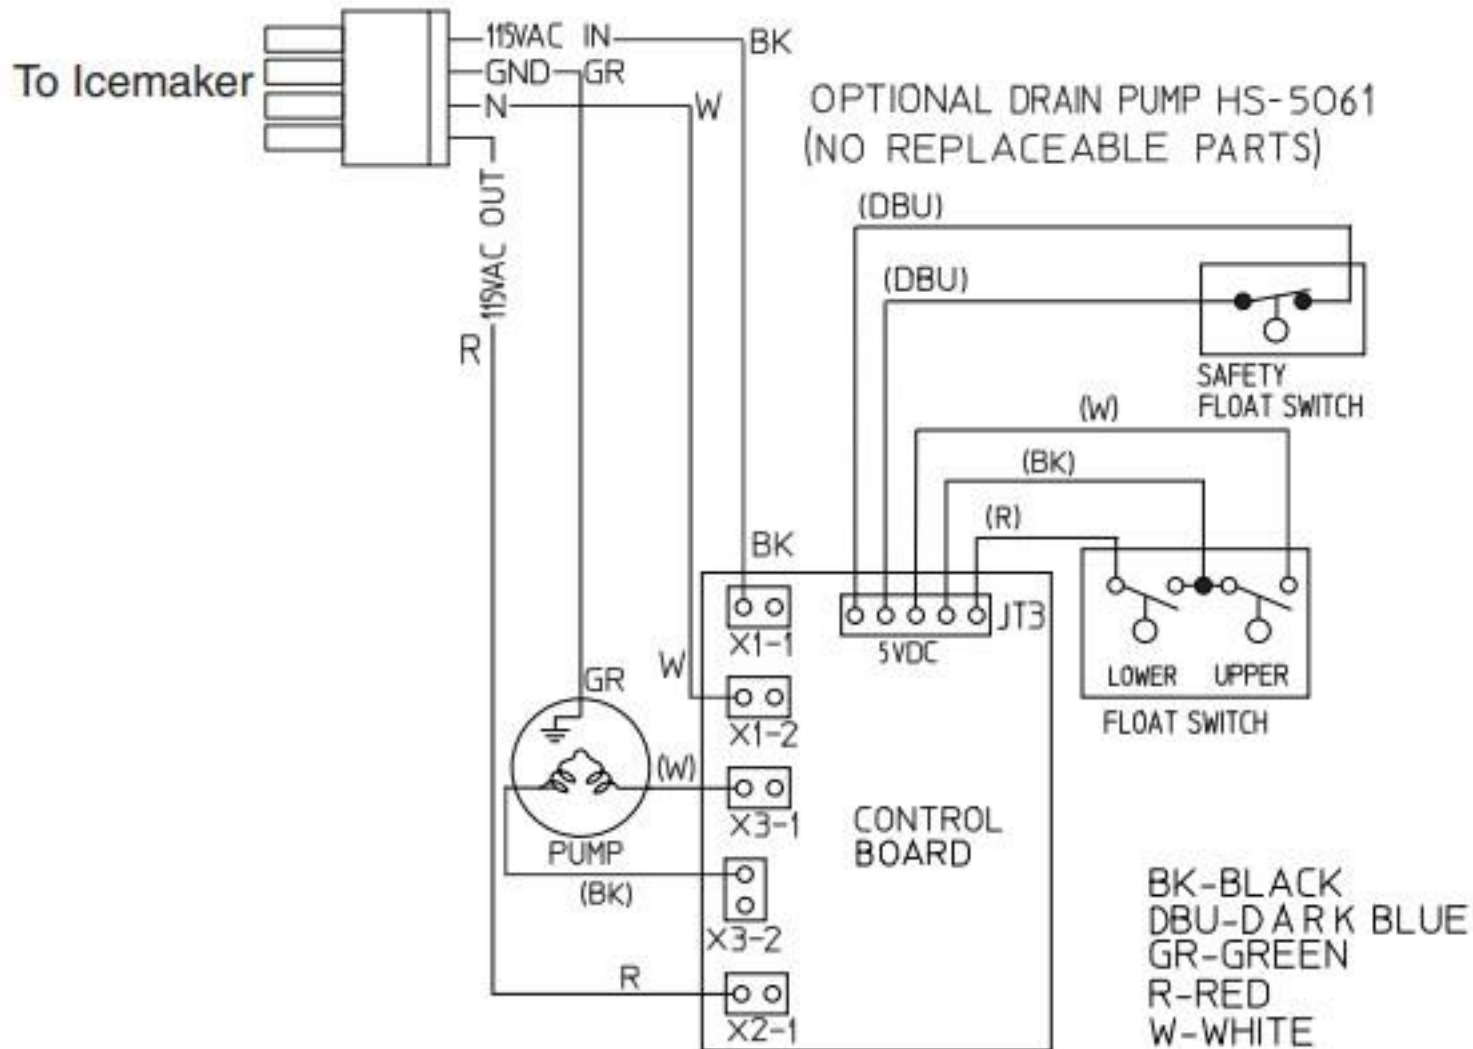 115VAC IN
BK
To Icemaker
GND
GR
N
W
OPTIONAL DRAIN PUMP HS-5061
(NO REPLACEABLE PARTS)
115VAC OUT
R
(DBU)
(DBU)
SAFETY
FLOAT SWITCH
(W)
(BK)
(R)
BK
JT3
5VDC
X1-1
W
X1-2
LOWER
UPPER
FLOAT SWITCH
GR
(W)
X3-1
PUMP
(BK)
X3-2
CONTROL
BOARD
R
X2-1
BK-BLACK
DBU-DARK BLUE
GR-GREEN
R-RED
W-WHITE